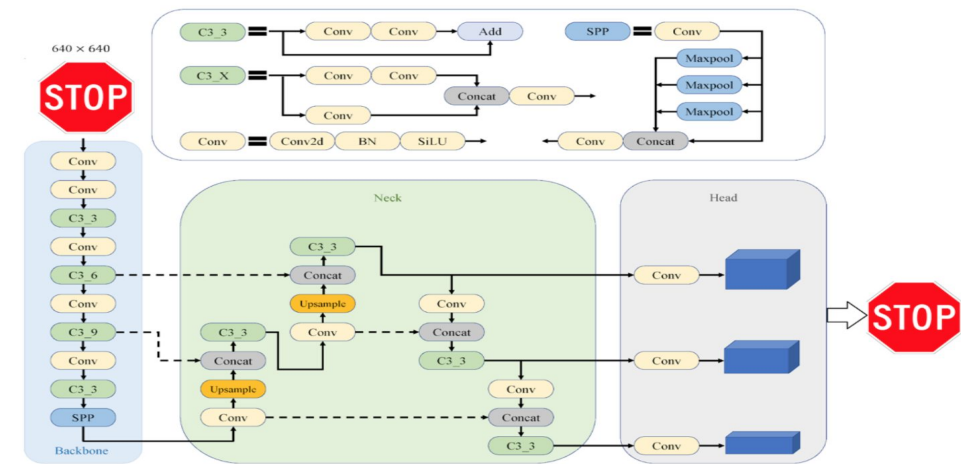 640 × 640
STOP
C3_3
Conv
Conv
Add
C3_X
Conv
Conv
Conv
Concat
Conv
Conv
Conv2d
BN
SiLU
SPP
Conv
Maxpool
Maxpool
Maxpool
Conv
Concat
Conv
Conv
C3_3
Conv
C3_6
Conv
C3_9
Conv
C3_3
SPP
Backbone
Neck
C3_3
Concat
Upsample
Conv
C3_3
Concat
Upsample
Conv
Conv
Concat
C3_3
Conv
Concat
C3_3
Head
Conv
Conv
Conv
STOP